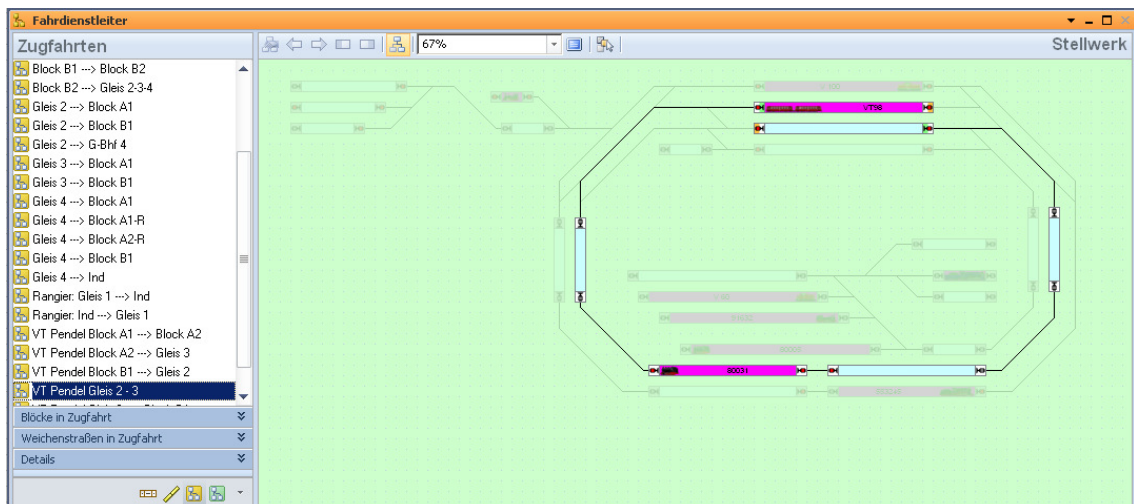 Fahrdienstleiter
Zugfahrten
67%
Stellwerk
Block B1 ---> Block B2
Block B2 ---> Gleis 2-3-4
Gleis 2 ---> Block A1
Gleis 2 ---> Block B1
Gleis 2 ---> G-Bhf 4
Gleis 3 ---> Block A1
Gleis 3 ---> Block B1
Gleis 4 ---> Block A1
Gleis 4 ---> Block A1-R
Gleis 4 ---> Block A2-R
Gleis 4 ---> Block B1
Gleis 4 ---> Ind
Rangier: Gleis 1 ---> Ind
Rangier: Ind ---> Gleis 1
VT Pendel Block A1 ---> Block A2
VT Pendel Block A2 ---> Gleis 3
VT Pendel Block B1 ---> Gleis 2
VT Pendel Gleis 2 - 3
Blöcke in Zugfahrt
Weichenstraßen in Zugfahrt
Details
VT98
80031